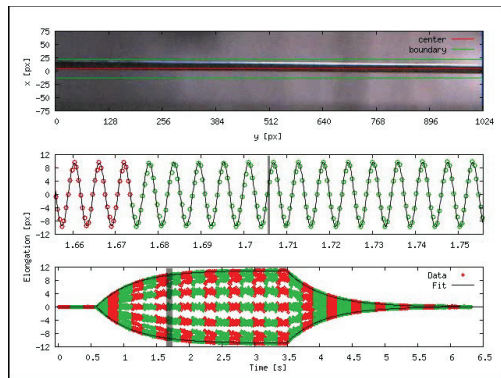 75
50
25
0
-25
-50
-75
x [px]
center
boundary
0 128 256 384 512 640 768 896 1024
y [px]
12
8
4
0
-4
-8
-12
1.66 1.67 1.68 1.69 1.7 1.71 1.72 1.73 1.74 1.75
Elongation [px]
12
8
4
0
-4
-8
-12
Data
Fit
0 0.5 1 1.5 2 2.5 3 3.5 4 4.5 5 5.5 6 6.5
Time [s]